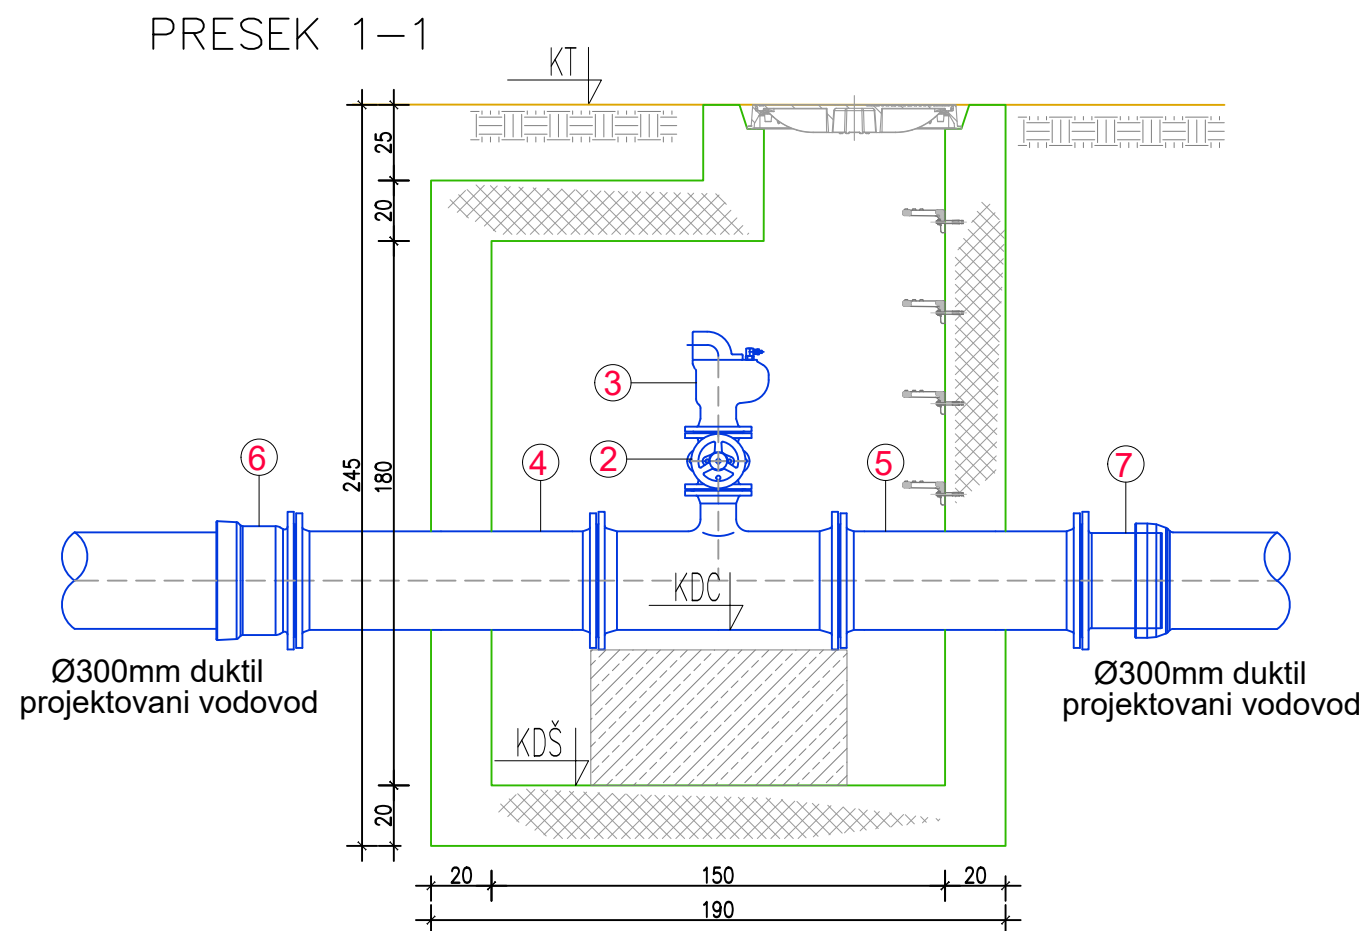 PRESEK 1-1
KT
25
20
3
6
4
2
5
7
245
180
KDC
Ø300mm duktil
projektovani vodovod
Ø300mm duktil
projektovani vodovod
KDŠ
20
20
150
20
190